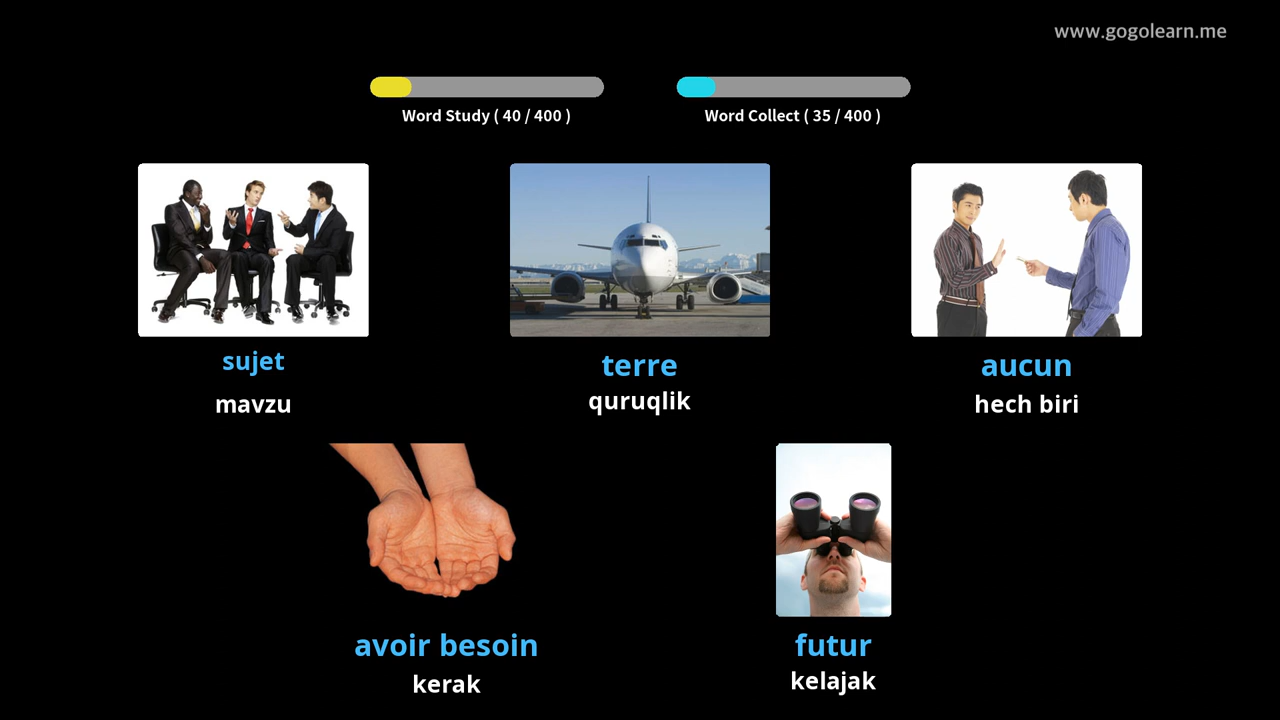 www.gogolearn.me
Word Study ( 40 / 400 )
Word Collect ( 35 / 400 )
sujet
mavzu
terre
quruqlik
aucun
hech biri
avoir besoin
kerak
futur
kelajak